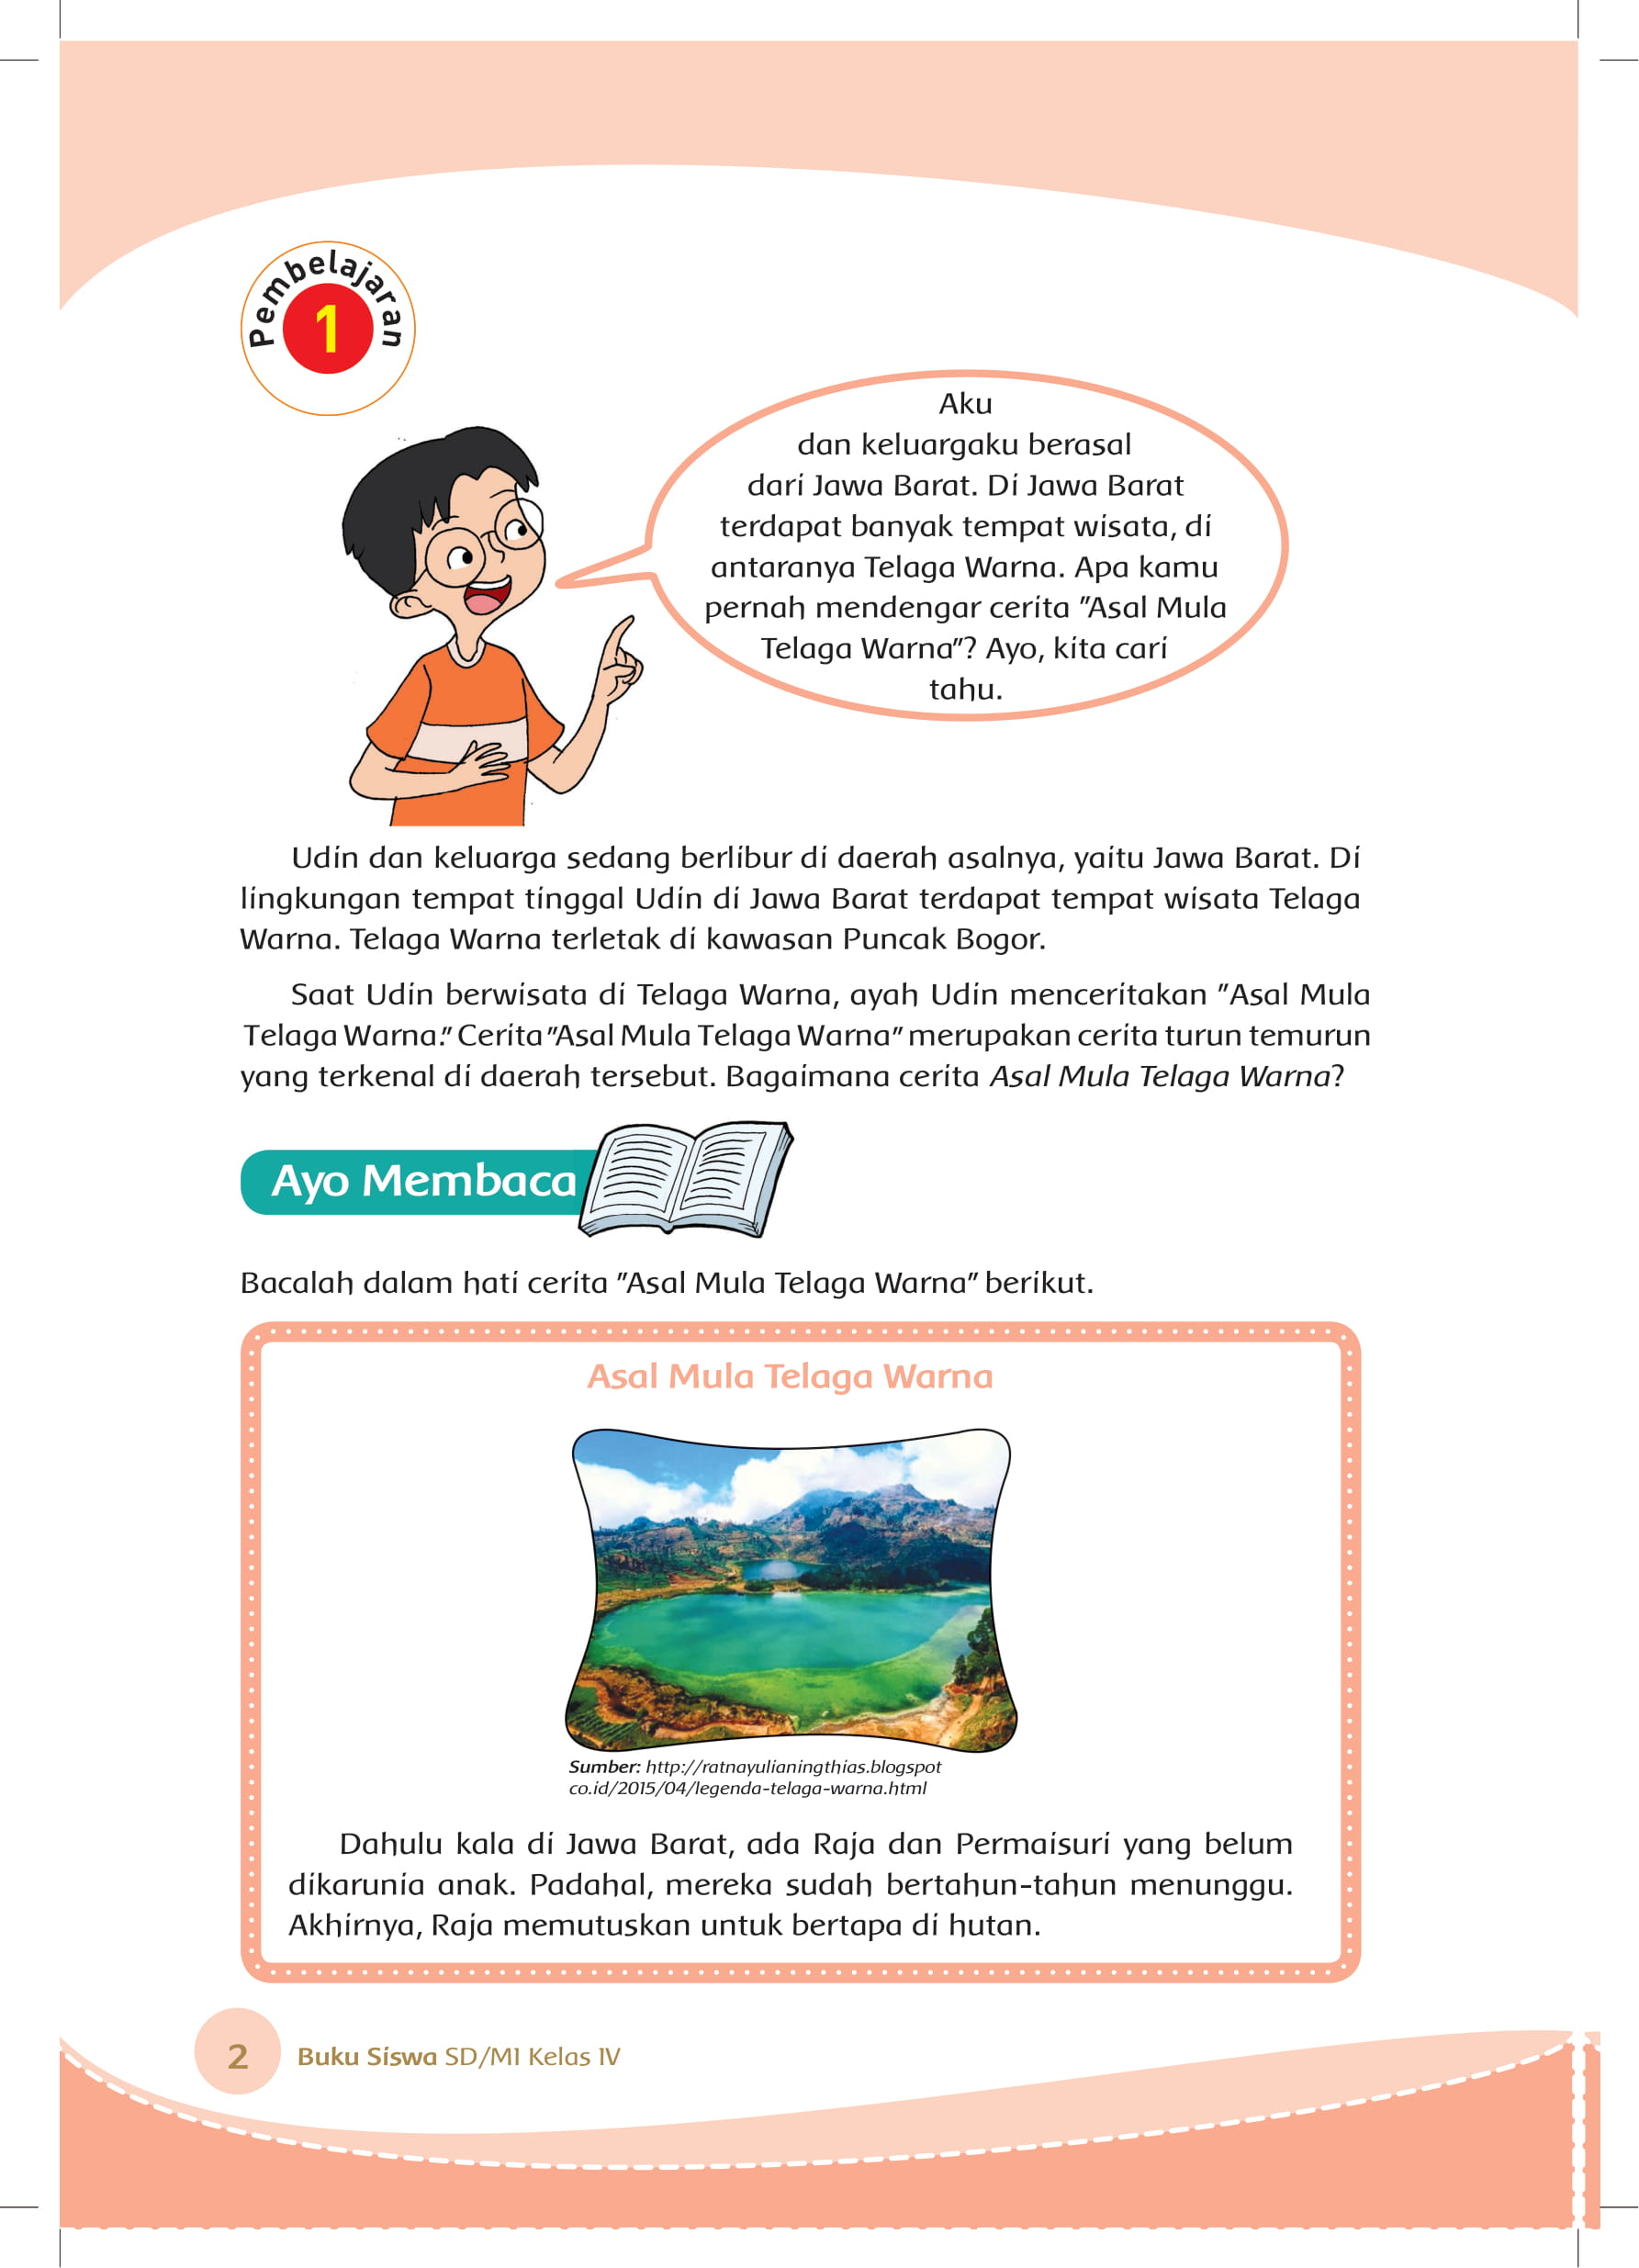 Pembelajaran
1
Aku
dan keluargaku berasal
dari Jawa Barat. Di Jawa Barat
terdapat banyak tempat wisata, di
antaranya Telaga Warna. Apa kamu
pernah mendengar cerita "Asal Mula
Telaga Warna"? Ayo, kita cari
tahu.
Udin dan keluarga sedang berlibur di daerah asalnya, yaitu Jawa Barat. Di
lingkungan tempat tinggal Udin di Jawa Barat terdapat tempat wisata Telaga
Warna. Telaga Warna terletak di kawasan Puncak Bogor.
Saat Udin berwisata di Telaga Warna, ayah Udin menceritakan "Asal Mula
Telaga Warna." Cerita "Asal Mula Telaga Warna" merupakan cerita turun temurun
yang terkenal di daerah tersebut. Bagaimana cerita Asal Mula Telaga Warna?
Ayo Membaca
Bacalah dalam hati cerita "Asal Mula Telaga Warna" berikut.
Asal Mula Telaga Warna
Sumber: http://ratnayulianingthias.blogspot
co.id/2015/04/legenda-telaga-warna.html
Dahulu kala di Jawa Barat, ada Raja dan Permaisuri yang belum
dikarunia anak. Padahal, mereka sudah bertahun-tahun menunggu.
Akhirnya, Raja memutuskan untuk bertapa di hutan.
2
Buku Siswa SD/MI Kelas IV